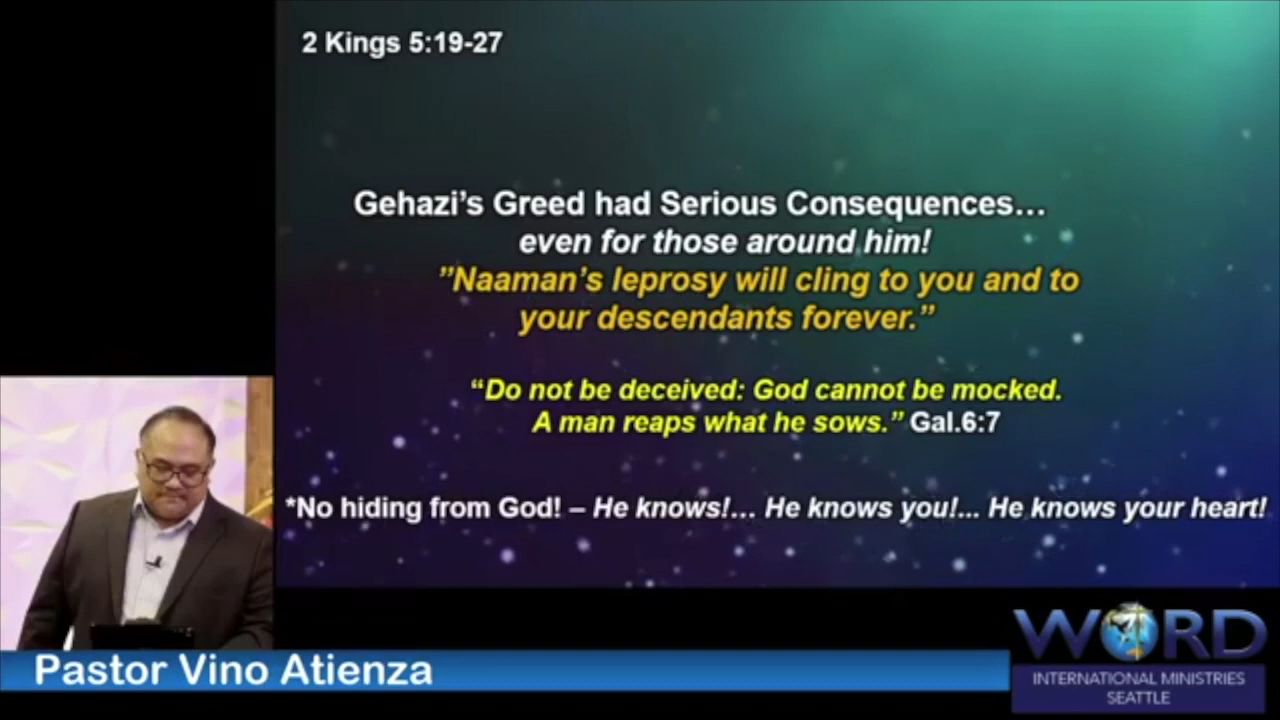 2 Kings 5:19-27
Gehazi’s Greed had Serious Consequences…
even for those around him!
”Naaman’s leprosy will cling to you and to
your descendants forever.”
“Do not be deceived: God cannot be mocked.
A man reaps what he sows.” Gal.6:7
*No hiding from God! – He knows!… He knows you!... He knows your heart!
Pastor Vino Atienza
WORD
INTERNATIONAL MINISTRIES
SEATTLE